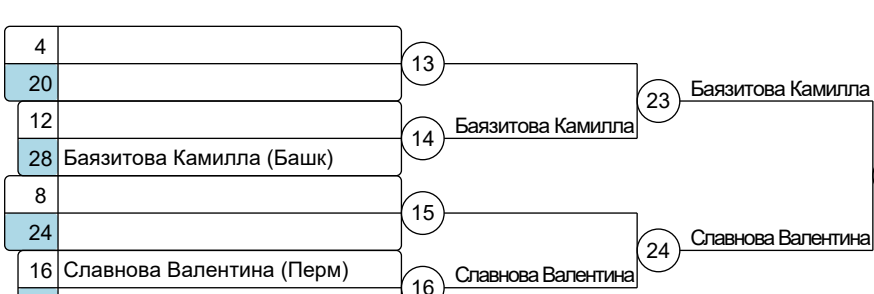 4
13
20
23
Баязитова Камилла
12
14
Баязитова Камилла
28 Баязитова Камилла (Башк)
8
15
24
24
Славнова Валентина
16 Славнова Валентина (Перм)
16
Славнова Валентина